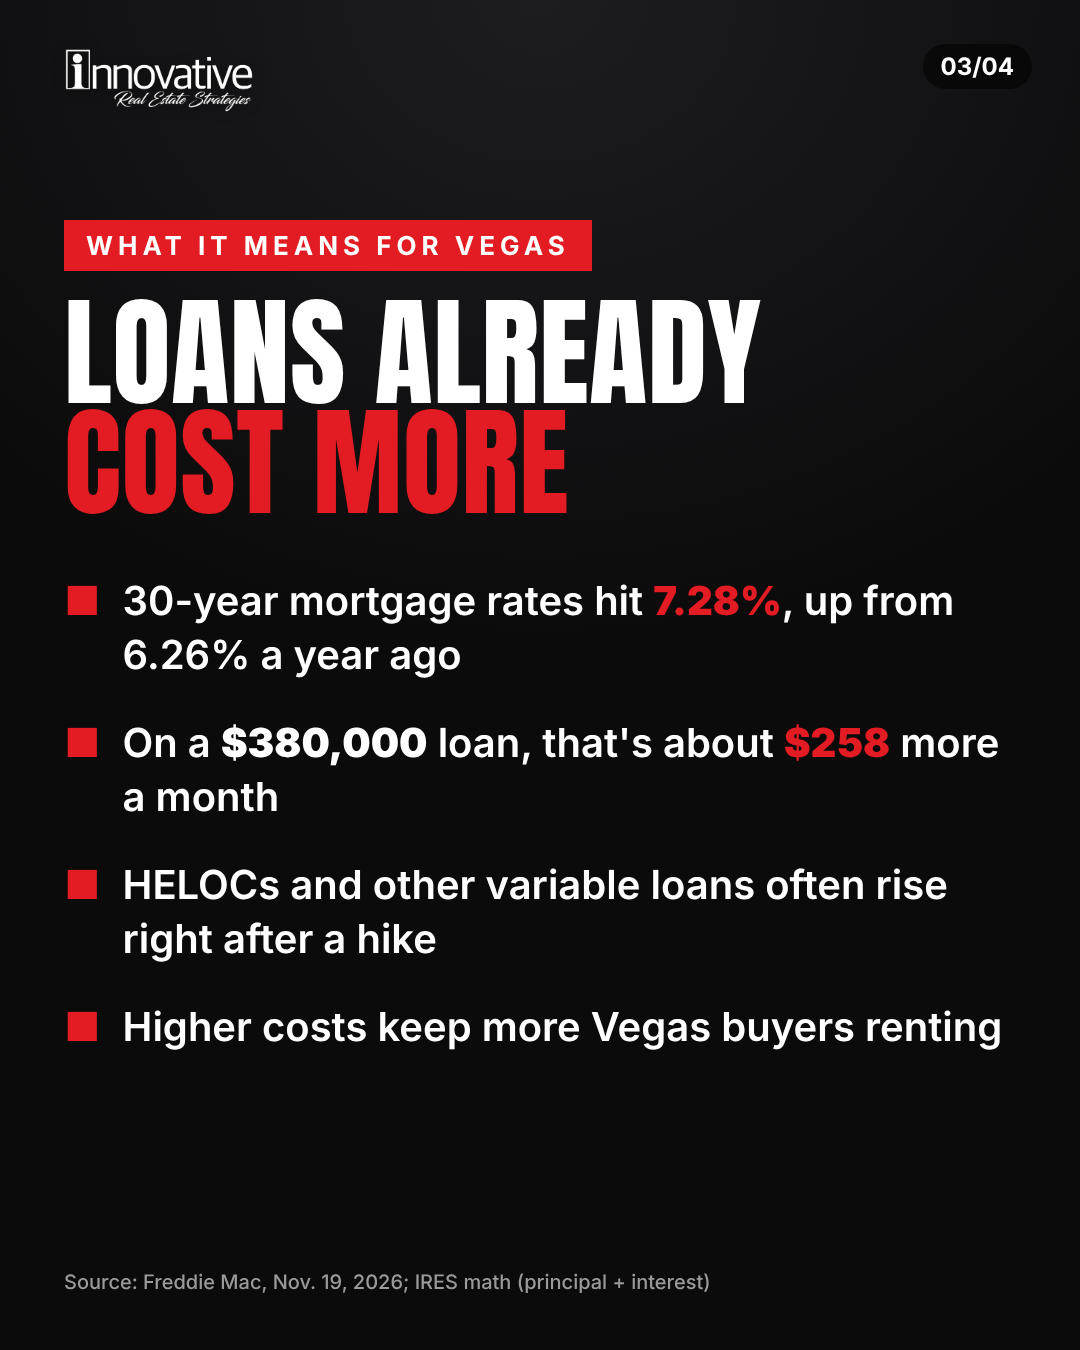 innovative
Real Estate Strategies
03/04
WHAT IT MEANS FOR VEGAS
LOANS ALREADY
COST MORE
30-year mortgage rates hit 7.28%, up from
6.26% a year ago
On a $380,000 loan, that's about $258 more
a month
HELOCs and other variable loans often rise
right after a hike
Higher costs keep more Vegas buyers renting
Source: Freddie Mac, Nov. 19, 2026; IRES math (principal + interest)